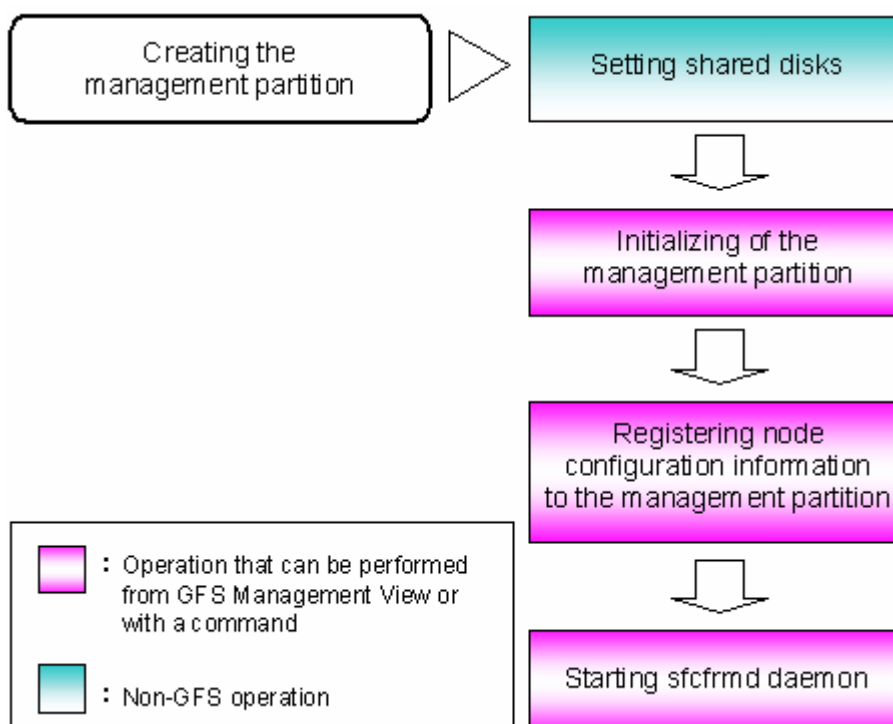 Creating the
management partition
Setting shared disks
Initializing of the
management partition
Registering node
configuration information
to the management partition
Starting sfcfrmd daemon
: Operation that can be performed
from GFS Management View or
with a command
: Non-GFS operation